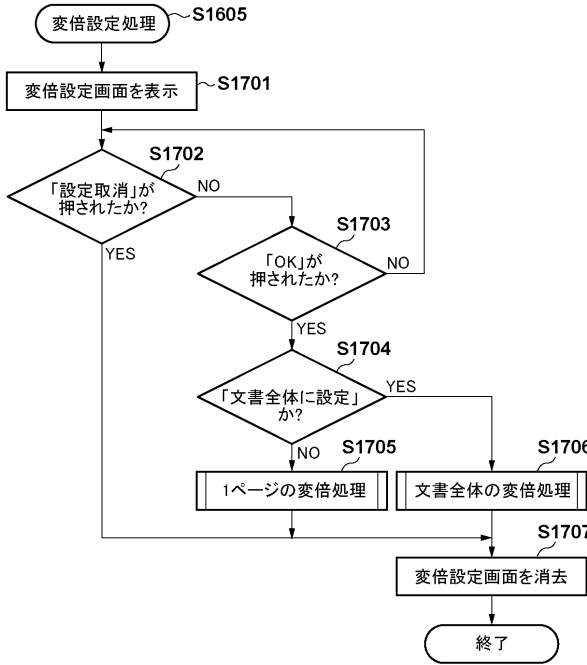 変倍設定処理
S1605
変倍設定画面を表示
S1701
S1702
「設定取消」が
押されたか?
NO
YES
S1703
「OK」が
押されたか?
NO
YES
S1704
「文書全体に設定」
か?
YES
NO
S1705
1ページの変倍処理
S1706
文書全体の変倍処理
S1707
変倍設定画面を消去
終了